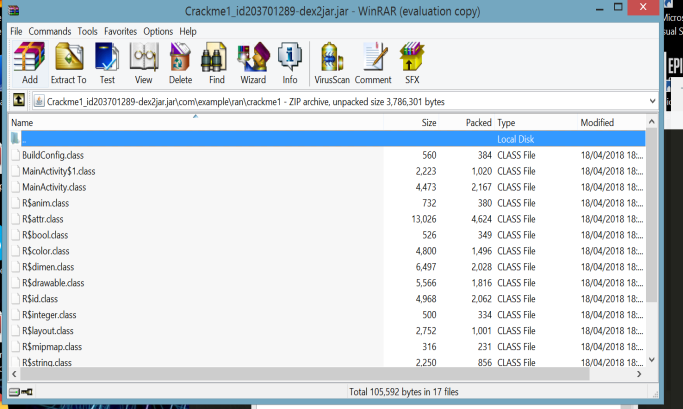 Crackme1_id203701289-dex2jar.jar - WinRAR (evaluation copy)
File Commands Tools Favorites Options Help
Add Extract To Test View Delete Find Wizard Info VirusScan Comment SFX
Crackme1_id203701289-dex2jar.jar\com\example\ran\crackme1 - ZIP archive, unpacked size 3,786,301 bytes
Name Size Packed Type Modified
.. Local Disk
BuildConfig.class 560 384 CLASS File 18/04/2018 18:...
MainActivity$1.class 2,223 1,020 CLASS File 18/04/2018 18:...
MainActivity.class 4,473 2,167 CLASS File 18/04/2018 18:...
R$anim.class 732 380 CLASS File 18/04/2018 18:...
R$attr.class 13,026 4,624 CLASS File 18/04/2018 18:...
R$bool.class 526 349 CLASS File 18/04/2018 18:...
R$color.class 4,800 1,496 CLASS File 18/04/2018 18:...
R$dimen.class 6,497 2,028 CLASS File 18/04/2018 18:...
R$drawable.class 5,566 1,816 CLASS File 18/04/2018 18:...
R$id.class 4,968 2,062 CLASS File 18/04/2018 18:...
R$integer.class 500 334 CLASS File 18/04/2018 18:...
R$layout.class 2,752 1,001 CLASS File 18/04/2018 18:...
R$mipmap.class 316 231 CLASS File 18/04/2018 18:...
R$string.class 2,250 856 CLASS File 18/04/2018 18:...
Total 105,592 bytes in 17 files